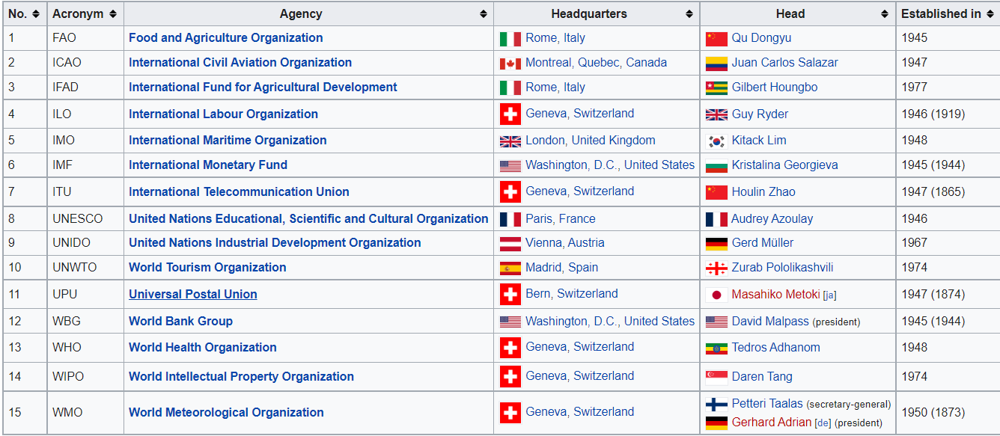 No. Acronym Agency Headquarters Head Established in
1 FAO Food and Agriculture Organization Rome, Italy Qu Dongyu 1945
2 ICAO International Civil Aviation Organization Montreal, Quebec, Canada Juan Carlos Salazar 1947
3 IFAD International Fund for Agricultural Development Rome, Italy Gilbert Houngbo 1977
4 ILO International Labour Organization Geneva, Switzerland Guy Ryder 1946 (1919)
5 IMO International Maritime Organization London, United Kingdom Kitack Lim 1948
6 IMF International Monetary Fund Washington, D.C., United States Kristalina Georgieva 1945 (1944)
7 ITU International Telecommunication Union Geneva, Switzerland Houlin Zhao 1947 (1865)
8 UNESCO United Nations Educational, Scientific and Cultural Organization Paris, France Audrey Azoulay 1946
9 UNIDO United Nations Industrial Development Organization Vienna, Austria Gerd Müller 1967
10 UNWTO World Tourism Organization Madrid, Spain Zurab Pololikashvili 1974
11 UPU Universal Postal Union Bern, Switzerland Masahiko Metoki [ja] 1947 (1874)
12 WBG World Bank Group Washington, D.C., United States David Malpass (president) 1945 (1944)
13 WHO World Health Organization Geneva, Switzerland Tedros Adhanom 1948
14 WIPO World Intellectual Property Organization Geneva, Switzerland Daren Tang 1974
15 WMO World Meteorological Organization Geneva, Switzerland Petteri Taalas (secretary-general) 1950 (1873)
Gerhard Adrian [de] (president)